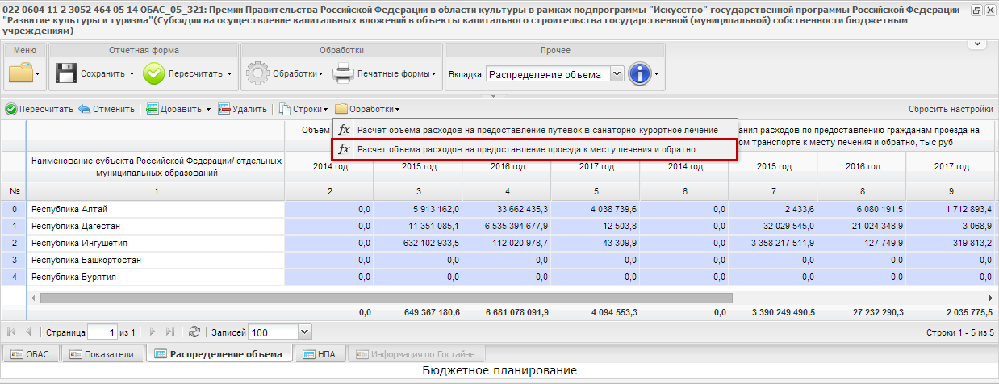 022 0604 11 2 3052 464 05 14 ОБАС_05_321: Премии Правительства Российской Федерации в области культуры в рамках подпрограммы "Искусство" государственной программы Российской Федерации
"Развитие культуры и туризма"(Субсидии на осуществление капитальных вложений в объекты капитального строительства государственной (муниципальной) собственности бюджетным
учреждениям)
Меню Отчетная форма Обработки Прочее
Сохранить Пересчитать Обработки Печатные формы Вкладка Распределение объема
Пересчитать Отменить Добавить Удалить Строки Обработки Сбросить настройки
Объем
fx Расчет объема расходов на предоставление путевок в санаторно-курортное лечение
fx Расчет объема расходов на предоставление проезда к месту лечения и обратно
ания расходов по предоставлению гражданам проезда на
ом транспорте к месту лечения и обратно, тыс руб
Наименование субъекта Российской Федерации/ отдельных
муниципальных образований
2014 год 2015 год 2016 год 2017 год 2014 год 2015 год 2016 год 2017 год
№ 1 2 3 4 5 6 7 8 9
0 Республика Алтай 0,0 5 913 162,0 33 662 435,3 4 038 739,6 0,0 2 433,6 6 080 191,5 1 712 893,4
1 Республика Дагестан 0,0 11 351 085,1 6 535 394 677,9 12 503,8 0,0 32 029 545,0 21 024 348,9 3 068,9
2 Республика Ингушетия 0,0 632 102 933,5 112 020 978,7 43 309,9 0,0 3 358 217 511,9 127 749,9 319 813,2
3 Республика Башкортостан 0,0 0,0 0,0 0,0 0,0 0,0 0,0 0,0
4 Республика Бурятия 0,0 0,0 0,0 0,0 0,0 0,0 0,0 0,0
0,0 649 367 180,6 6 681 078 091,9 4 094 553,3 0,0 3 390 249 490,5 27 232 290,3 2 035 775,5
Страница 1 из 1 Записей 100 Строки 1 - 5 из 5
ОБАС Показатели Распределение объема НПА Информация по Госзайне
Бюджетное планирование